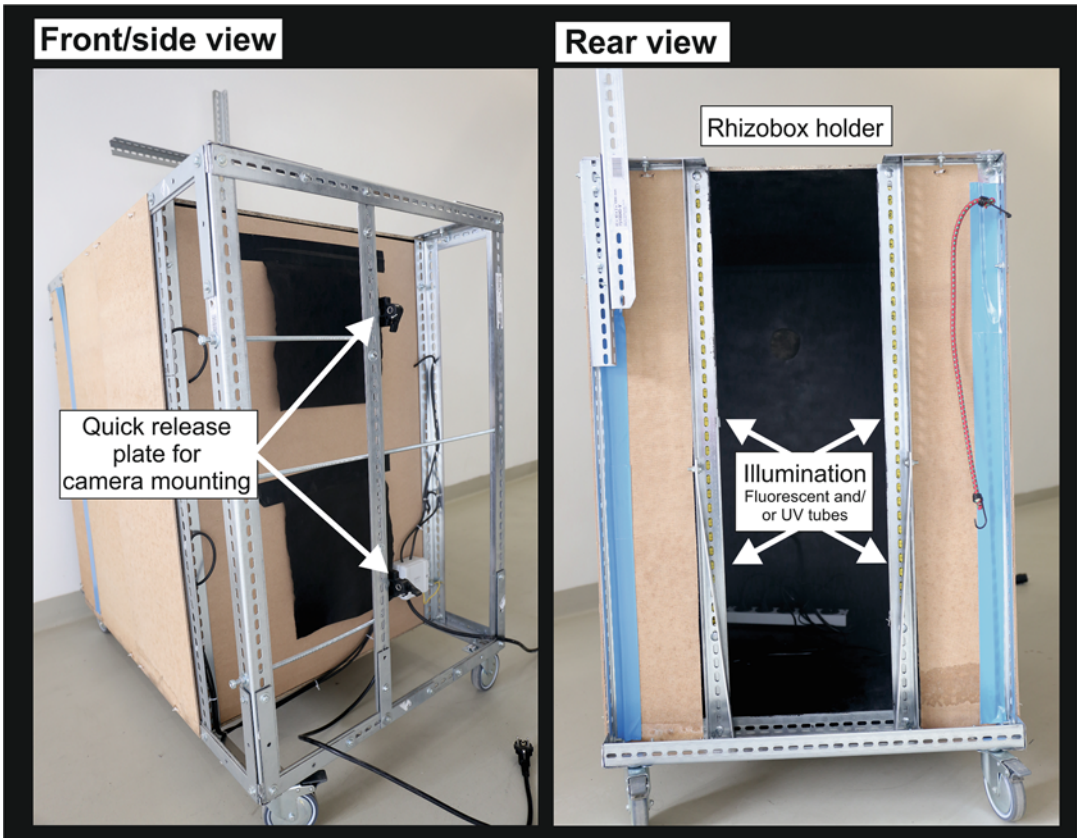 Front/side view
Rear view
Rhizobox holder
Quick release
plate for
camera mounting
Illumination
Fluorescent and/
or UV tubes